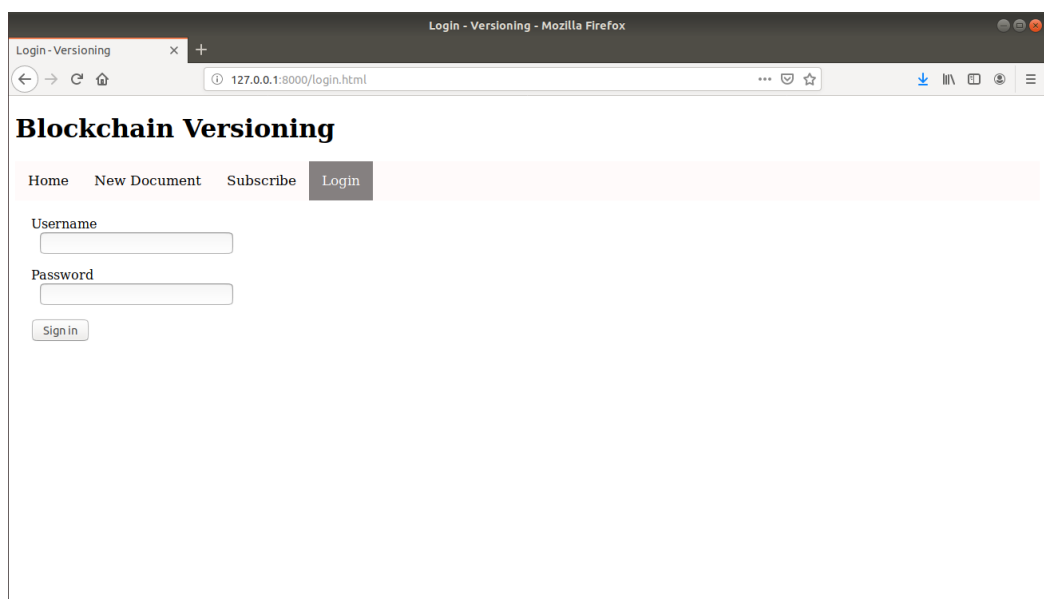 Login - Versioning - Mozilla Firefox
Login - Versioning
127.0.0.1:8000/login.html
Blockchain Versioning
Home New Document Subscribe Login
Username
Password
Sign in